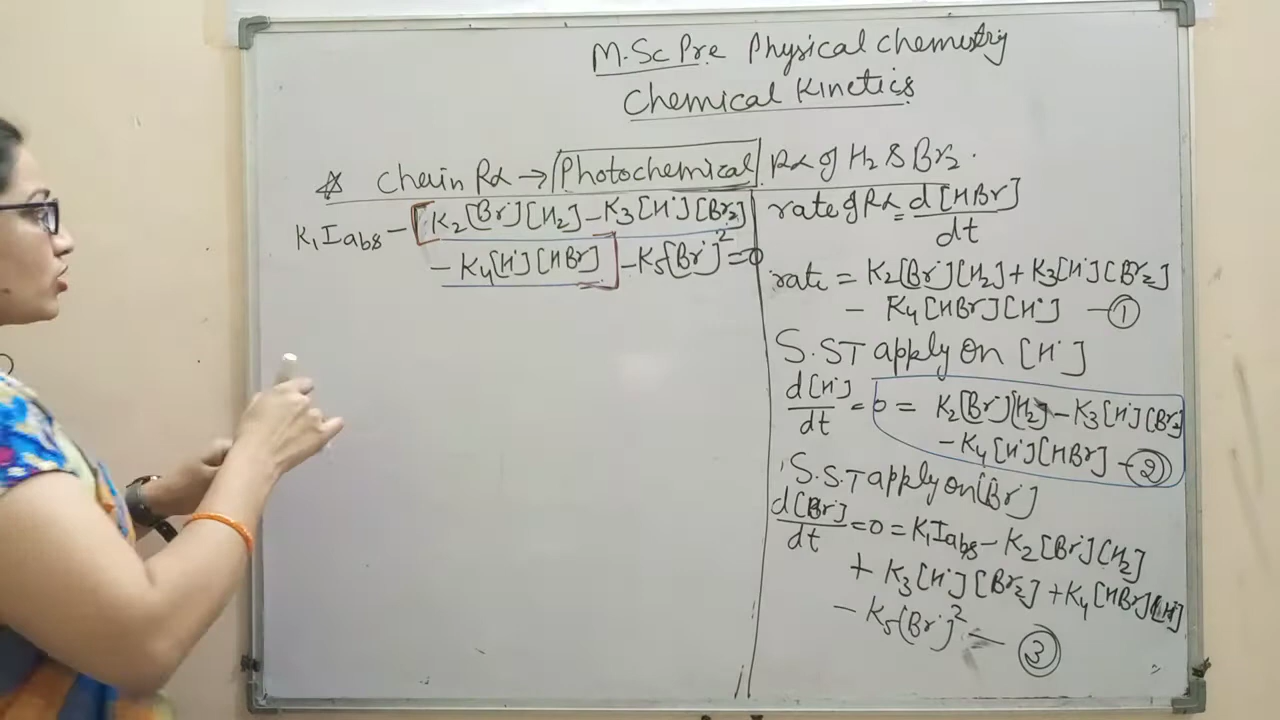 M.Sc Pre Physical Chemistry
Chemical Kinetics
☆ Chain Rx → Photochemical Rx of H2 & Br2.
K1Iabs - [K2[Br·][H2] - K3[H·][Br2]
- K4[H·][HBr]] - K5[Br·]^2 = 0
rate of Rx = d[HBr]/dt
rate = K2[Br·][H2] + K3[H·][Br2]
- K4[HBr][H·] - ①
S.ST apply on [H·]
d[H·]/dt = 0 = K2[Br·][H2] - K3[H·][Br2]
- K4[H·][HBr] - ②
S.S.T apply on [Br·]
d[Br·]/dt = 0 = K1Iabs - K2[Br·][H2]
+ K3[H·][Br2] + K4[HBr][H·]
- K5[Br·]^2 - ③